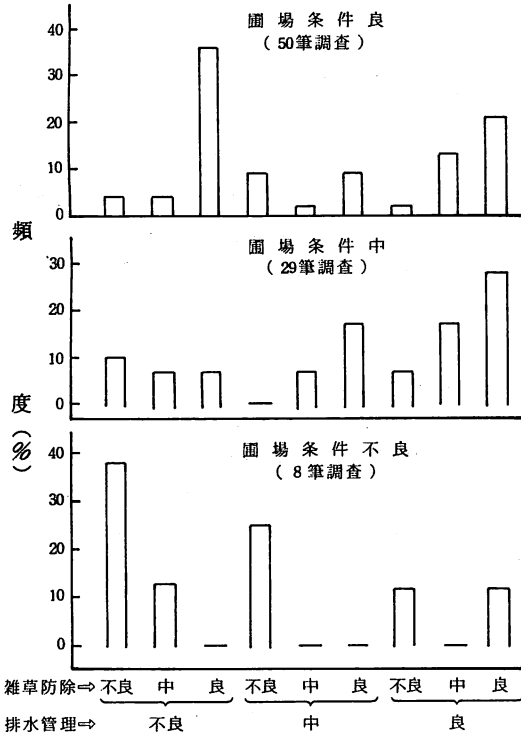 圃場条件良
(50筆調査)
40
30
20
10
0
圃場条件中
(29筆調査)
30
20
10
0
頻度(%)
圃場条件不良
(8筆調査)
40
30
20
10
0
雑草防除⇨ 不良 中 良 不良 中 良 不良 中 良
排水管理⇨ 不良 中 良